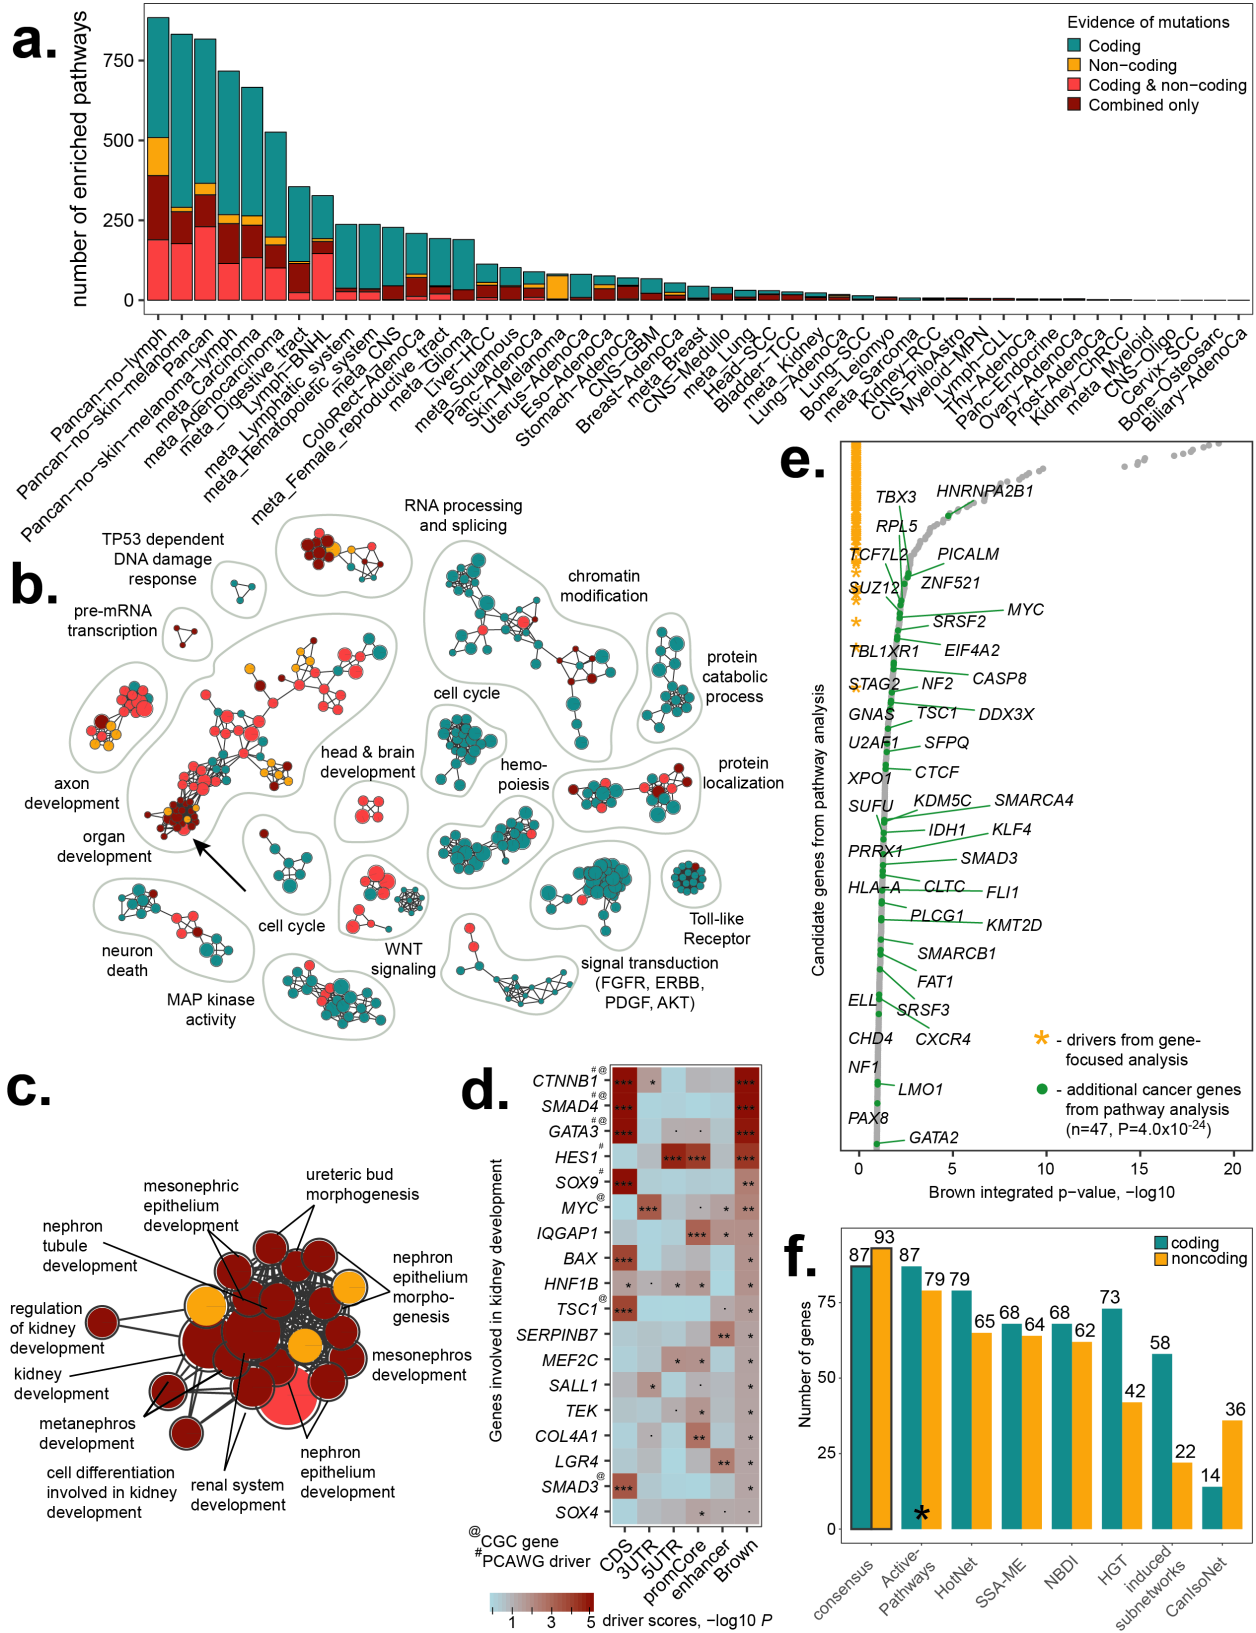 a.
number of enriched pathways
750
500
250
0
Evidence of mutations
Coding
Non−coding
Coding & non−coding
Combined only
Pancan−no−lymph
Pancan−no−skin−melanoma
Pancan
Pancan−no−skin−melanoma−lymph
meta_Carcinoma
meta_Adenocarcinoma
meta_Digestive_tract
Lymph−BNHL
meta_Lymphatic_system
meta_Hematopoietic_system
meta_CNS
ColoRect−AdenoCa
meta_Female_reproductive_tract
meta_Glioma
Liver−HCC
meta_Squamous
Panc−AdenoCa
Skin−Melanoma
Uterus−AdenoCa
Eso−AdenoCa
Stomach−AdenoCa
CNS−GBM
Breast−AdenoCa
meta_Breast
CNS−Medullo
meta_Lung
Head−SCC
Bladder−TCC
meta_Kidney
Lung−AdenoCa
Lung−SCC
Bone−Leiomyo
meta_Sarcoma
Kidney−RCC
CNS−PiloAstro
Myeloid−MPN
Lymph−CLL
Thy−AdenoCa
Panc−Endocrine
Ovary−AdenoCa
Prost−AdenoCa
Kidney−ChRCC
meta_Myeloid
CNS−Oligo
Cervix−SCC
Bone−Osteosarc
Biliary−AdenoCa
b.
TP53 dependent
DNA damage
response
RNA processing
and splicing
pre-mRNA
transcription
chromatin
modification
protein
catabolic
process
cell cycle
head & brain
development
hemo-
poiesis
protein
localization
axon
development
organ
development
cell cycle
neuron
death
WNT
signaling
Toll-like
Receptor
MAP kinase
activity
signal transduction
(FGFR, ERBB,
PDGF, AKT)
c.
ureteric bud
morphogenesis
mesonephric
epithelium
development
nephron
tubule
development
nephron
epithelium
morpho-
genesis
regulation
of kidney
development
kidney
development
mesonephros
development
metanephros
development
cell differentiation
involved in kidney
development
renal system
development
nephron
epithelium
development
d.
Genes involved in kidney development
CTNNB1 #@ *** * ***
SMAD4 #@ *** ***
GATA3 #@ *** · · ***
HES1 # *** *** ***
SOX9 # *** **
MYC @ *** · * **
IQGAP1 *** * *
BAX *** *
HNF1B * · * * *
TSC1 @ *** · *
SERPINB7 ** *
MEF2C * * *
SALL1 * · *
TEK · * *
COL4A1 · ** *
LGR4 ** *
SMAD3 @ *** *
SOX4 * · ·
CDS
3UTR
5UTR
promCore
enhancer
Brown
@CGC gene
#PCAWG driver
1 3 5
driver scores, −log10 P
e.
Candidate genes from pathway analysis
TBX3
HNRNPA2B1
RPL5
TCF7L2
PICALM
SUZ12
ZNF521
MYC
SRSF2
TBL1XR1
EIF4A2
CASP8
STAG2
NF2
GNAS
TSC1
DDX3X
U2AF1
SFPQ
XPO1
CTCF
SUFU
KDM5C
SMARCA4
IDH1
KLF4
PRRX1
SMAD3
HLA−A
CLTC
FLI1
PLCG1
KMT2D
SMARCB1
FAT1
ELL
SRSF3
CHD4
CXCR4
NF1
LMO1
PAX8
GATA2
* - drivers from gene-
focused analysis
- additional cancer genes
from pathway analysis
(n=47, P=4.0x10-24)
0 5 10 15 20
Brown integrated p−value, −log10
f.
coding
noncoding
Number of genes
75
50
25
0
87 93
87 79
79 65
68 64
68 62
73 42
58 22
14 36
*
consensus
Active-
Pathways
HotNet
SSA-ME
NBDI
HGT
induced
subnetworks
CanIsoNet